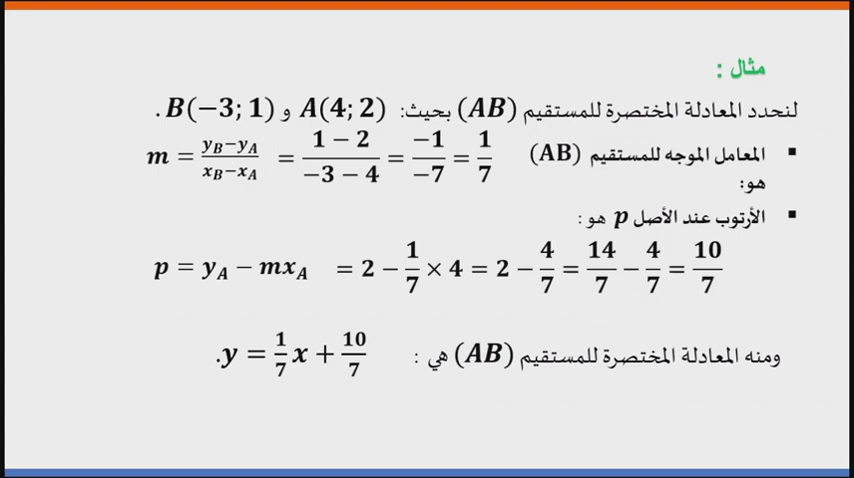 مثال :
لنحدد المعادلة المختصرة للمستقيم (AB) بحيث: A(4; 2) و B(−3; 1) .
▪ المعامل الموجه للمستقيم (AB) هو: m = (y_B−y_A)/(x_B−x_A) = (1 − 2)/(−3 − 4) = (−1)/(−7) = 1/7
▪ الأرتوب عند الأصل p هو :
p = y_A − mx_A = 2 − 1/7 × 4 = 2 − 4/7 = 14/7 − 4/7 = 10/7
ومنه المعادلة المختصرة للمستقيم (AB) هي : y = 1/7 x + 10/7.